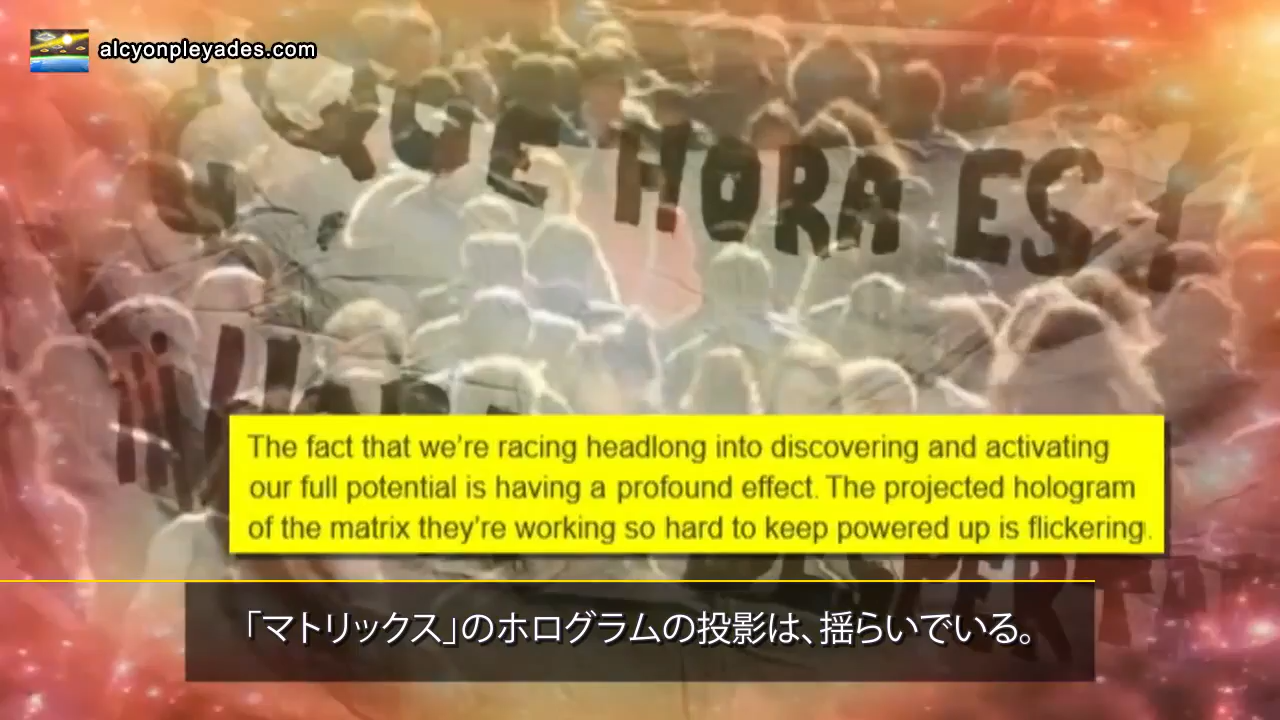 alcyonpleyades.com
QUE HORA ES
The fact that we're racing headlong into discovering and activating
our full potential is having a profound effect. The projected hologram
of the matrix they're working so hard to keep powered up is flickering.
「マトリックス」のホログラムの投影は、揺らいでいる。